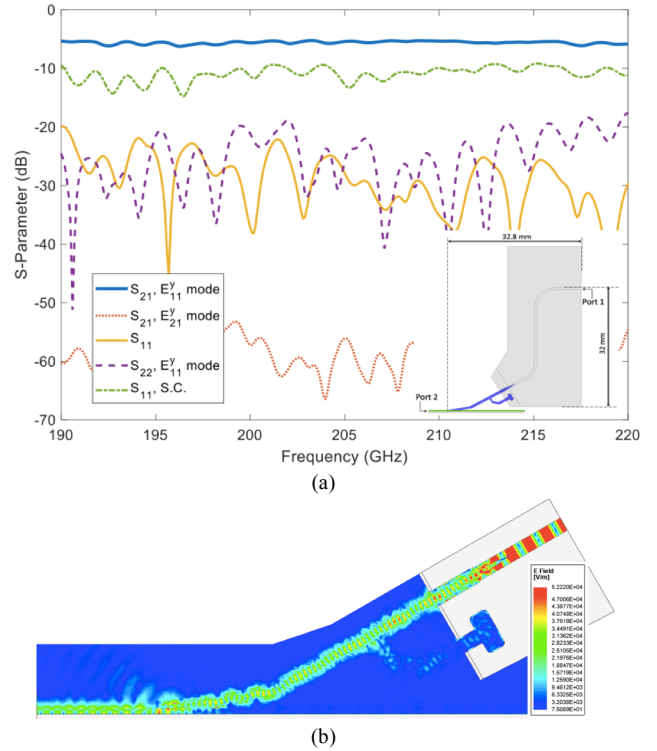 0
-10
-20
-30
-40
-50
-60
-70
S-Parameter (dB)
190
195
200
205
210
215
220
Frequency (GHz)
S21, E^y_11 mode
S21, E^y_21 mode
S11
S22, E^y_11 mode
S11, S.C.
32.8 mm
Port 1
32 mm
Port 2
(a)
E Field
[V/m]
6.2220E+04
4.7006E+04
4.3877E+04
4.0748E+04
3.7619E+04
3.4491E+04
3.1362E+04
2.8233E+04
2.5105E+04
2.1976E+04
1.8847E+04
1.5719E+04
1.2590E+04
9.4612E+03
6.3325E+03
3.2038E+03
7.5089E+01
(b)